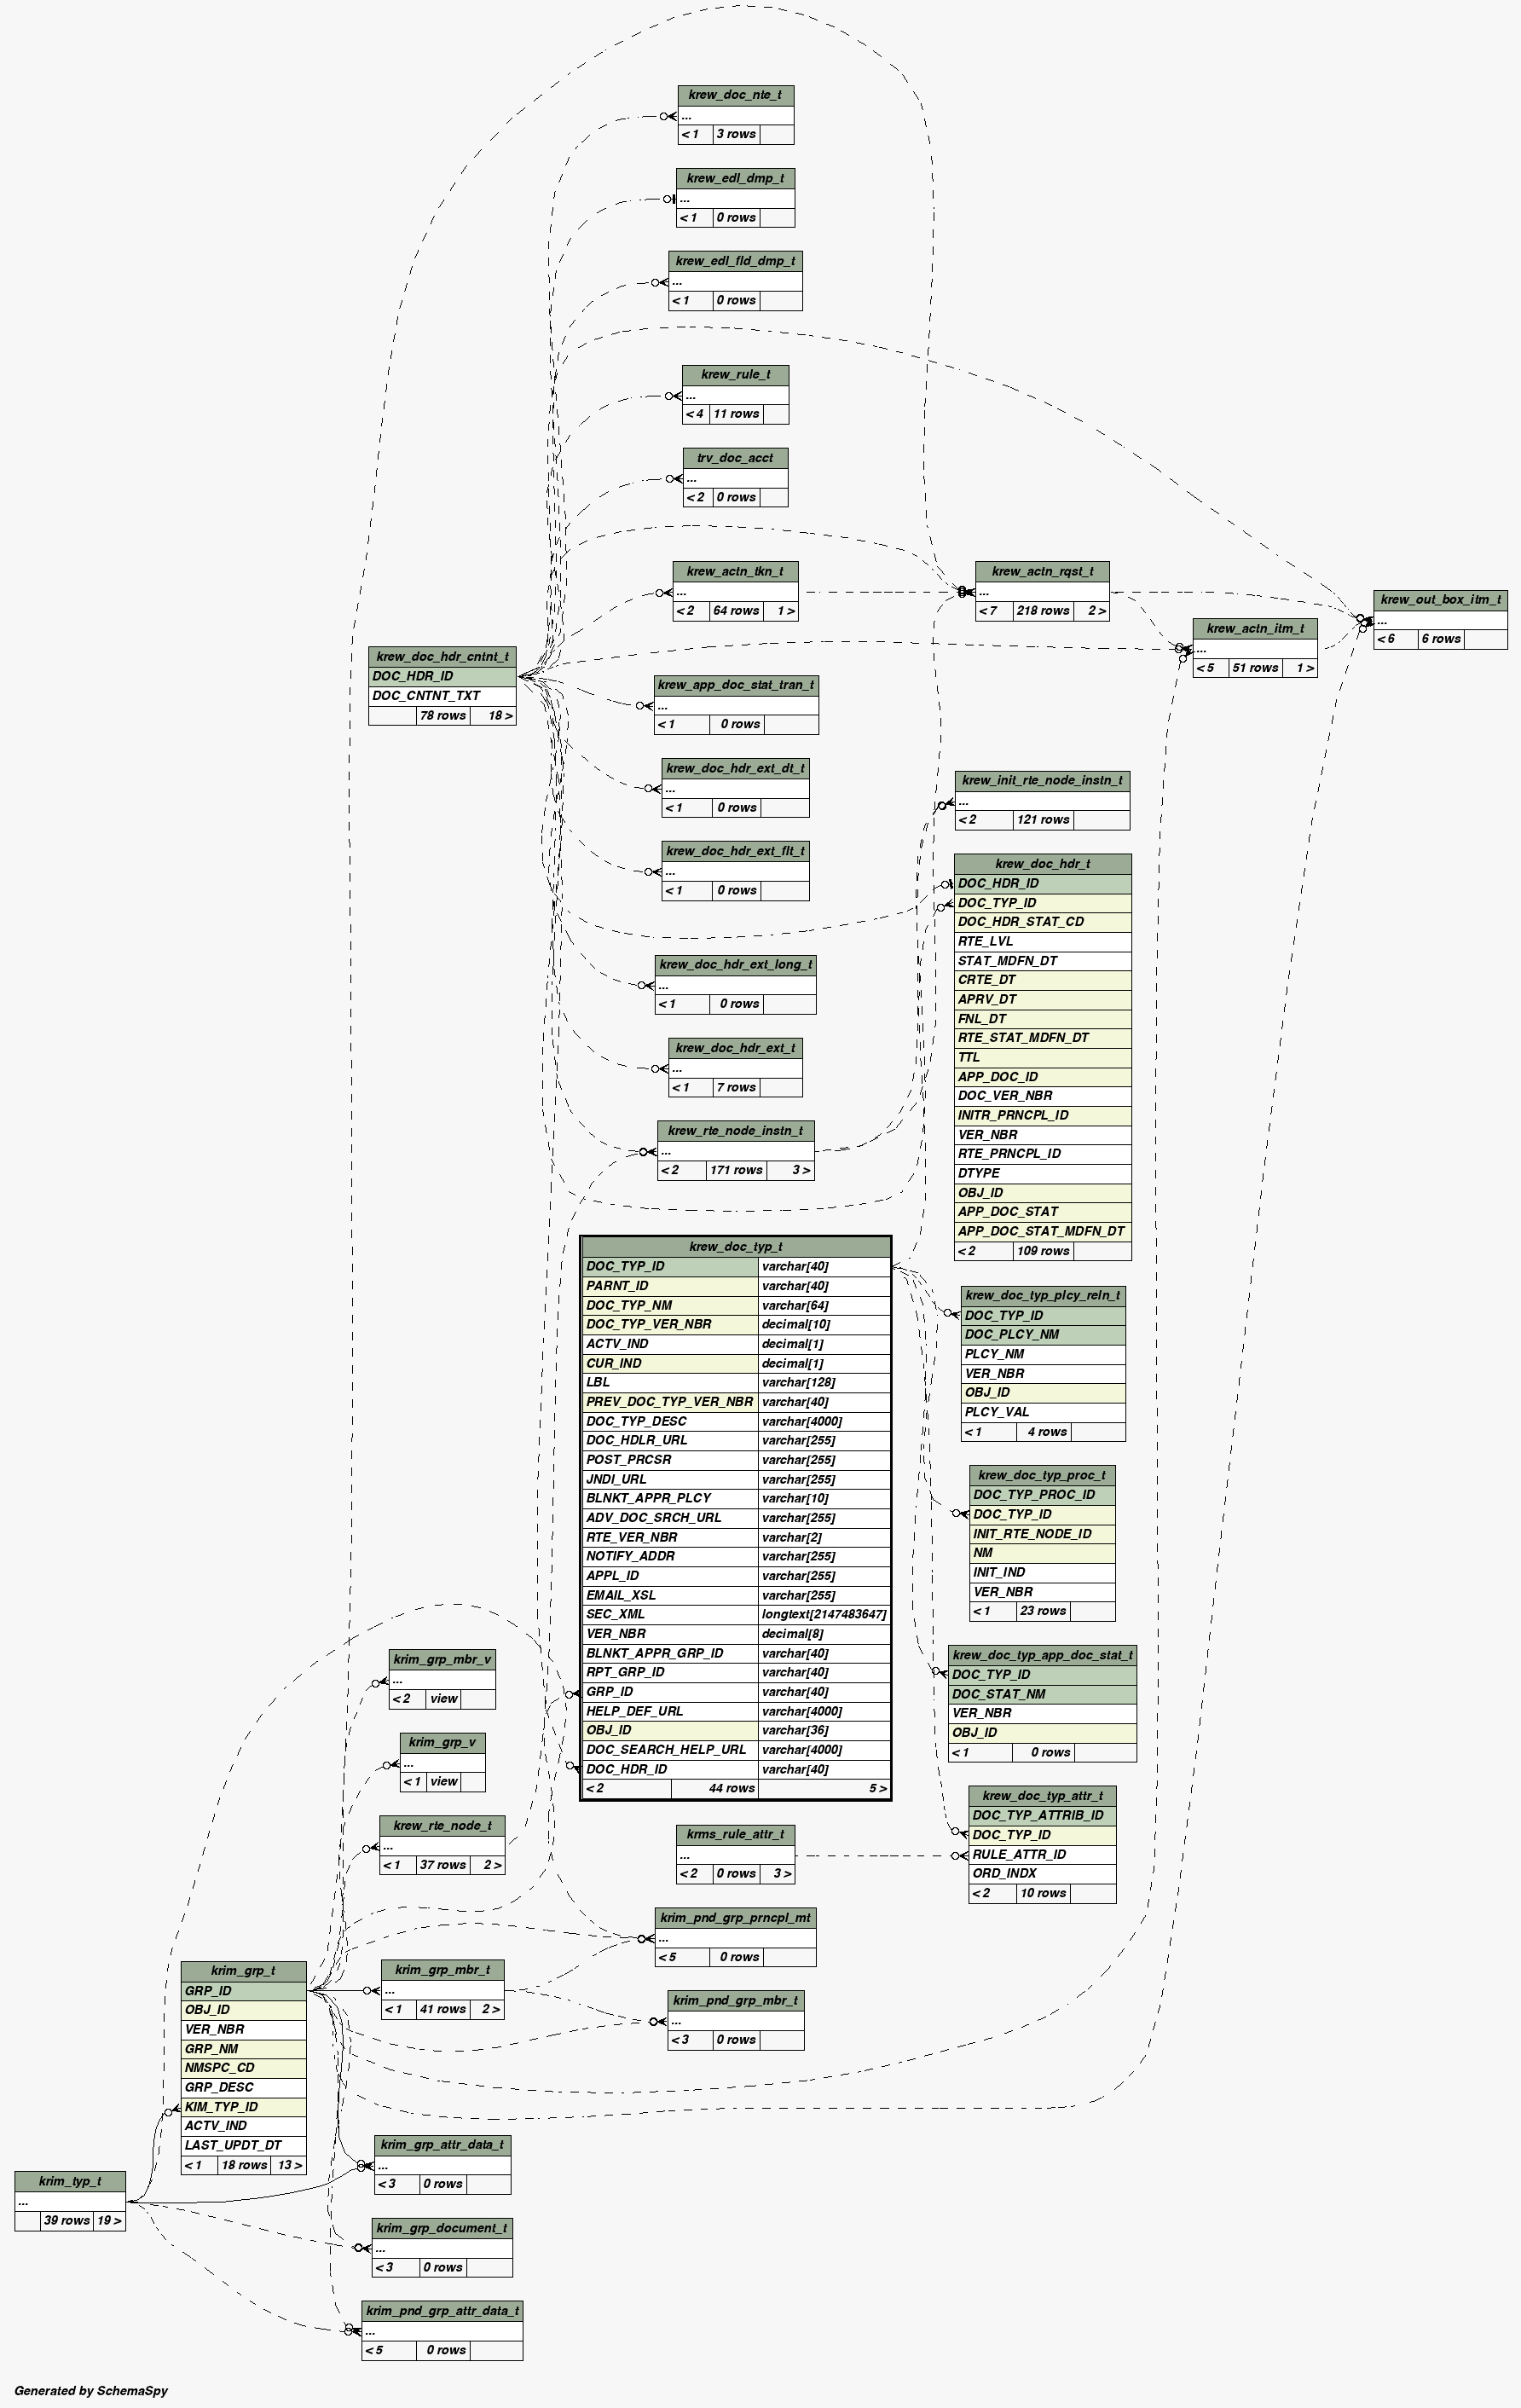 krew_doc_nte_t
...
< 1 3 rows
krew_edl_dmp_t
...
< 1 0 rows
krew_edl_fld_dmp_t
...
< 1 0 rows
krew_rule_t
...
< 4 11 rows
trv_doc_acct
...
< 2 0 rows
krew_actn_tkn_t
...
< 2 64 rows 1 >
krew_actn_rqst_t
...
< 7 218 rows 2 >
krew_out_box_itm_t
...
< 6 6 rows
krew_actn_itm_t
...
< 5 51 rows 1 >
krew_doc_hdr_cntnt_t
DOC_HDR_ID
DOC_CNTNT_TXT
78 rows 18 >
krew_app_doc_stat_tran_t
...
< 1 0 rows
krew_doc_hdr_ext_dt_t
...
< 1 0 rows
krew_doc_hdr_ext_flt_t
...
< 1 0 rows
krew_doc_hdr_ext_long_t
...
< 1 0 rows
krew_doc_hdr_ext_t
...
< 1 7 rows
krew_rte_node_instn_t
...
< 2 171 rows 3 >
krew_init_rte_node_instn_t
...
< 2 121 rows
krew_doc_hdr_t
DOC_HDR_ID
DOC_TYP_ID
DOC_HDR_STAT_CD
RTE_LVL
STAT_MDFN_DT
CRTE_DT
APRV_DT
FNL_DT
RTE_STAT_MDFN_DT
TTL
APP_DOC_ID
DOC_VER_NBR
INITR_PRNCPL_ID
VER_NBR
RTE_PRNCPL_ID
DTYPE
OBJ_ID
APP_DOC_STAT
APP_DOC_STAT_MDFN_DT
< 2 109 rows
krew_doc_typ_t
DOC_TYP_ID varchar[40]
PARNT_ID varchar[40]
DOC_TYP_NM varchar[64]
DOC_TYP_VER_NBR decimal[10]
ACTV_IND decimal[1]
CUR_IND decimal[1]
LBL varchar[128]
PREV_DOC_TYP_VER_NBR varchar[40]
DOC_TYP_DESC varchar[4000]
DOC_HDLR_URL varchar[255]
POST_PRCSR varchar[255]
JNDI_URL varchar[255]
BLNKT_APPR_PLCY varchar[10]
ADV_DOC_SRCH_URL varchar[255]
RTE_VER_NBR varchar[2]
NOTIFY_ADDR varchar[255]
APPL_ID varchar[255]
EMAIL_XSL varchar[255]
SEC_XML longtext[2147483647]
VER_NBR decimal[8]
BLNKT_APPR_GRP_ID varchar[40]
RPT_GRP_ID varchar[40]
GRP_ID varchar[40]
HELP_DEF_URL varchar[4000]
OBJ_ID varchar[36]
DOC_SEARCH_HELP_URL varchar[4000]
DOC_HDR_ID varchar[40]
< 2 44 rows 5 >
krew_doc_typ_plcy_reln_t
DOC_TYP_ID
DOC_PLCY_NM
PLCY_NM
VER_NBR
OBJ_ID
PLCY_VAL
< 1 4 rows
krew_doc_typ_proc_t
DOC_TYP_PROC_ID
DOC_TYP_ID
INIT_RTE_NODE_ID
NM
INIT_IND
VER_NBR
< 1 23 rows
krew_doc_typ_app_doc_stat_t
DOC_TYP_ID
DOC_STAT_NM
VER_NBR
OBJ_ID
< 1 0 rows
krew_doc_typ_attr_t
DOC_TYP_ATTRIB_ID
DOC_TYP_ID
RULE_ATTR_ID
ORD_INDX
< 2 10 rows
krim_grp_mbr_v
...
< 2 view
krim_grp_v
...
< 1 view
krew_rte_node_t
...
< 1 37 rows 2 >
krms_rule_attr_t
...
< 2 0 rows 3 >
krim_pnd_grp_prncpl_mt
...
< 5 0 rows
krim_grp_mbr_t
...
< 1 41 rows 2 >
krim_pnd_grp_mbr_t
...
< 3 0 rows
krim_grp_t
GRP_ID
OBJ_ID
VER_NBR
GRP_NM
NMSPC_CD
GRP_DESC
KIM_TYP_ID
ACTV_IND
LAST_UPDT_DT
< 1 18 rows 13 >
krim_typ_t
...
39 rows 19 >
krim_grp_attr_data_t
...
< 3 0 rows
krim_grp_document_t
...
< 3 0 rows
krim_pnd_grp_attr_data_t
...
< 5 0 rows
Generated by SchemaSpy